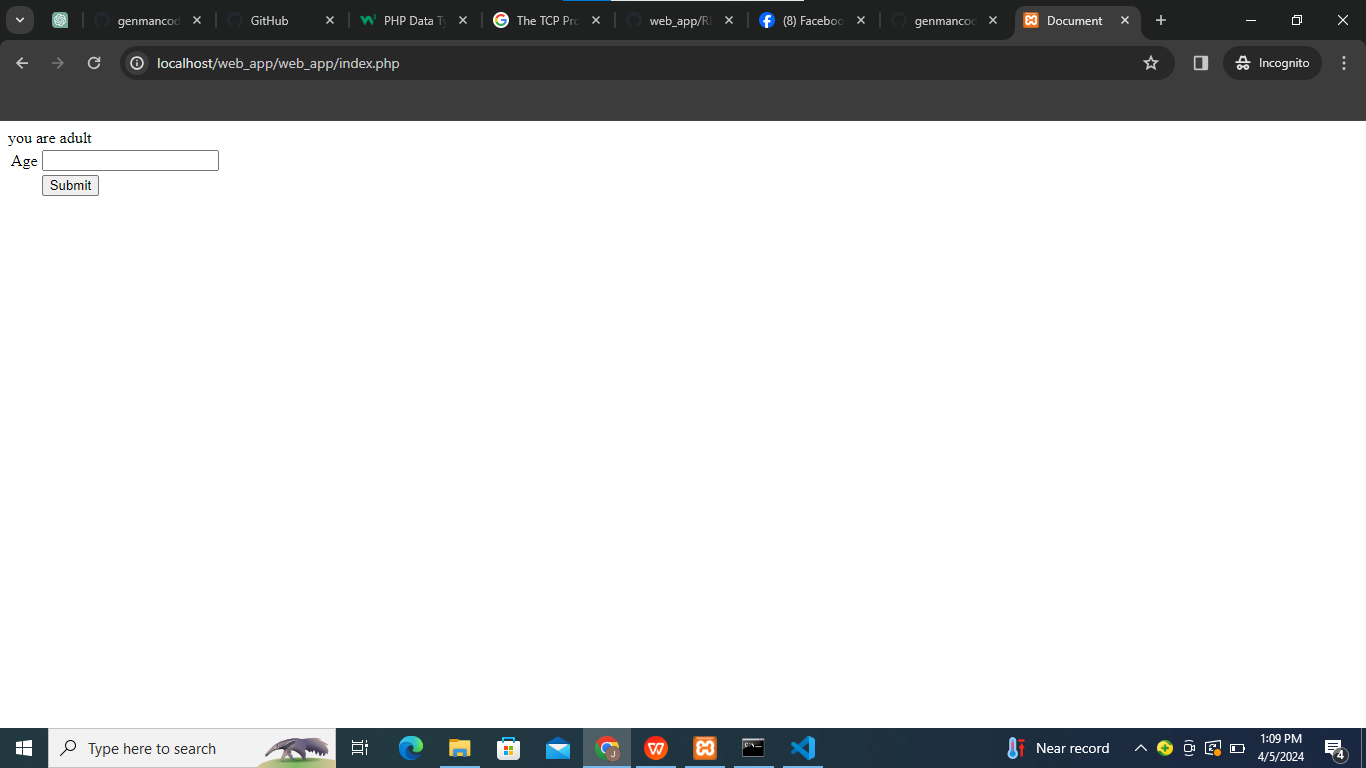 genmancod
GitHub
PHP Data Ty
The TCP Pro
web_app/RE
(8) Faceboo
genmancod
Document
localhost/web_app/web_app/index.php
Incognito
you are adult
Age
Submit
Type here to search
Near record
1:09 PM
4/5/2024
4